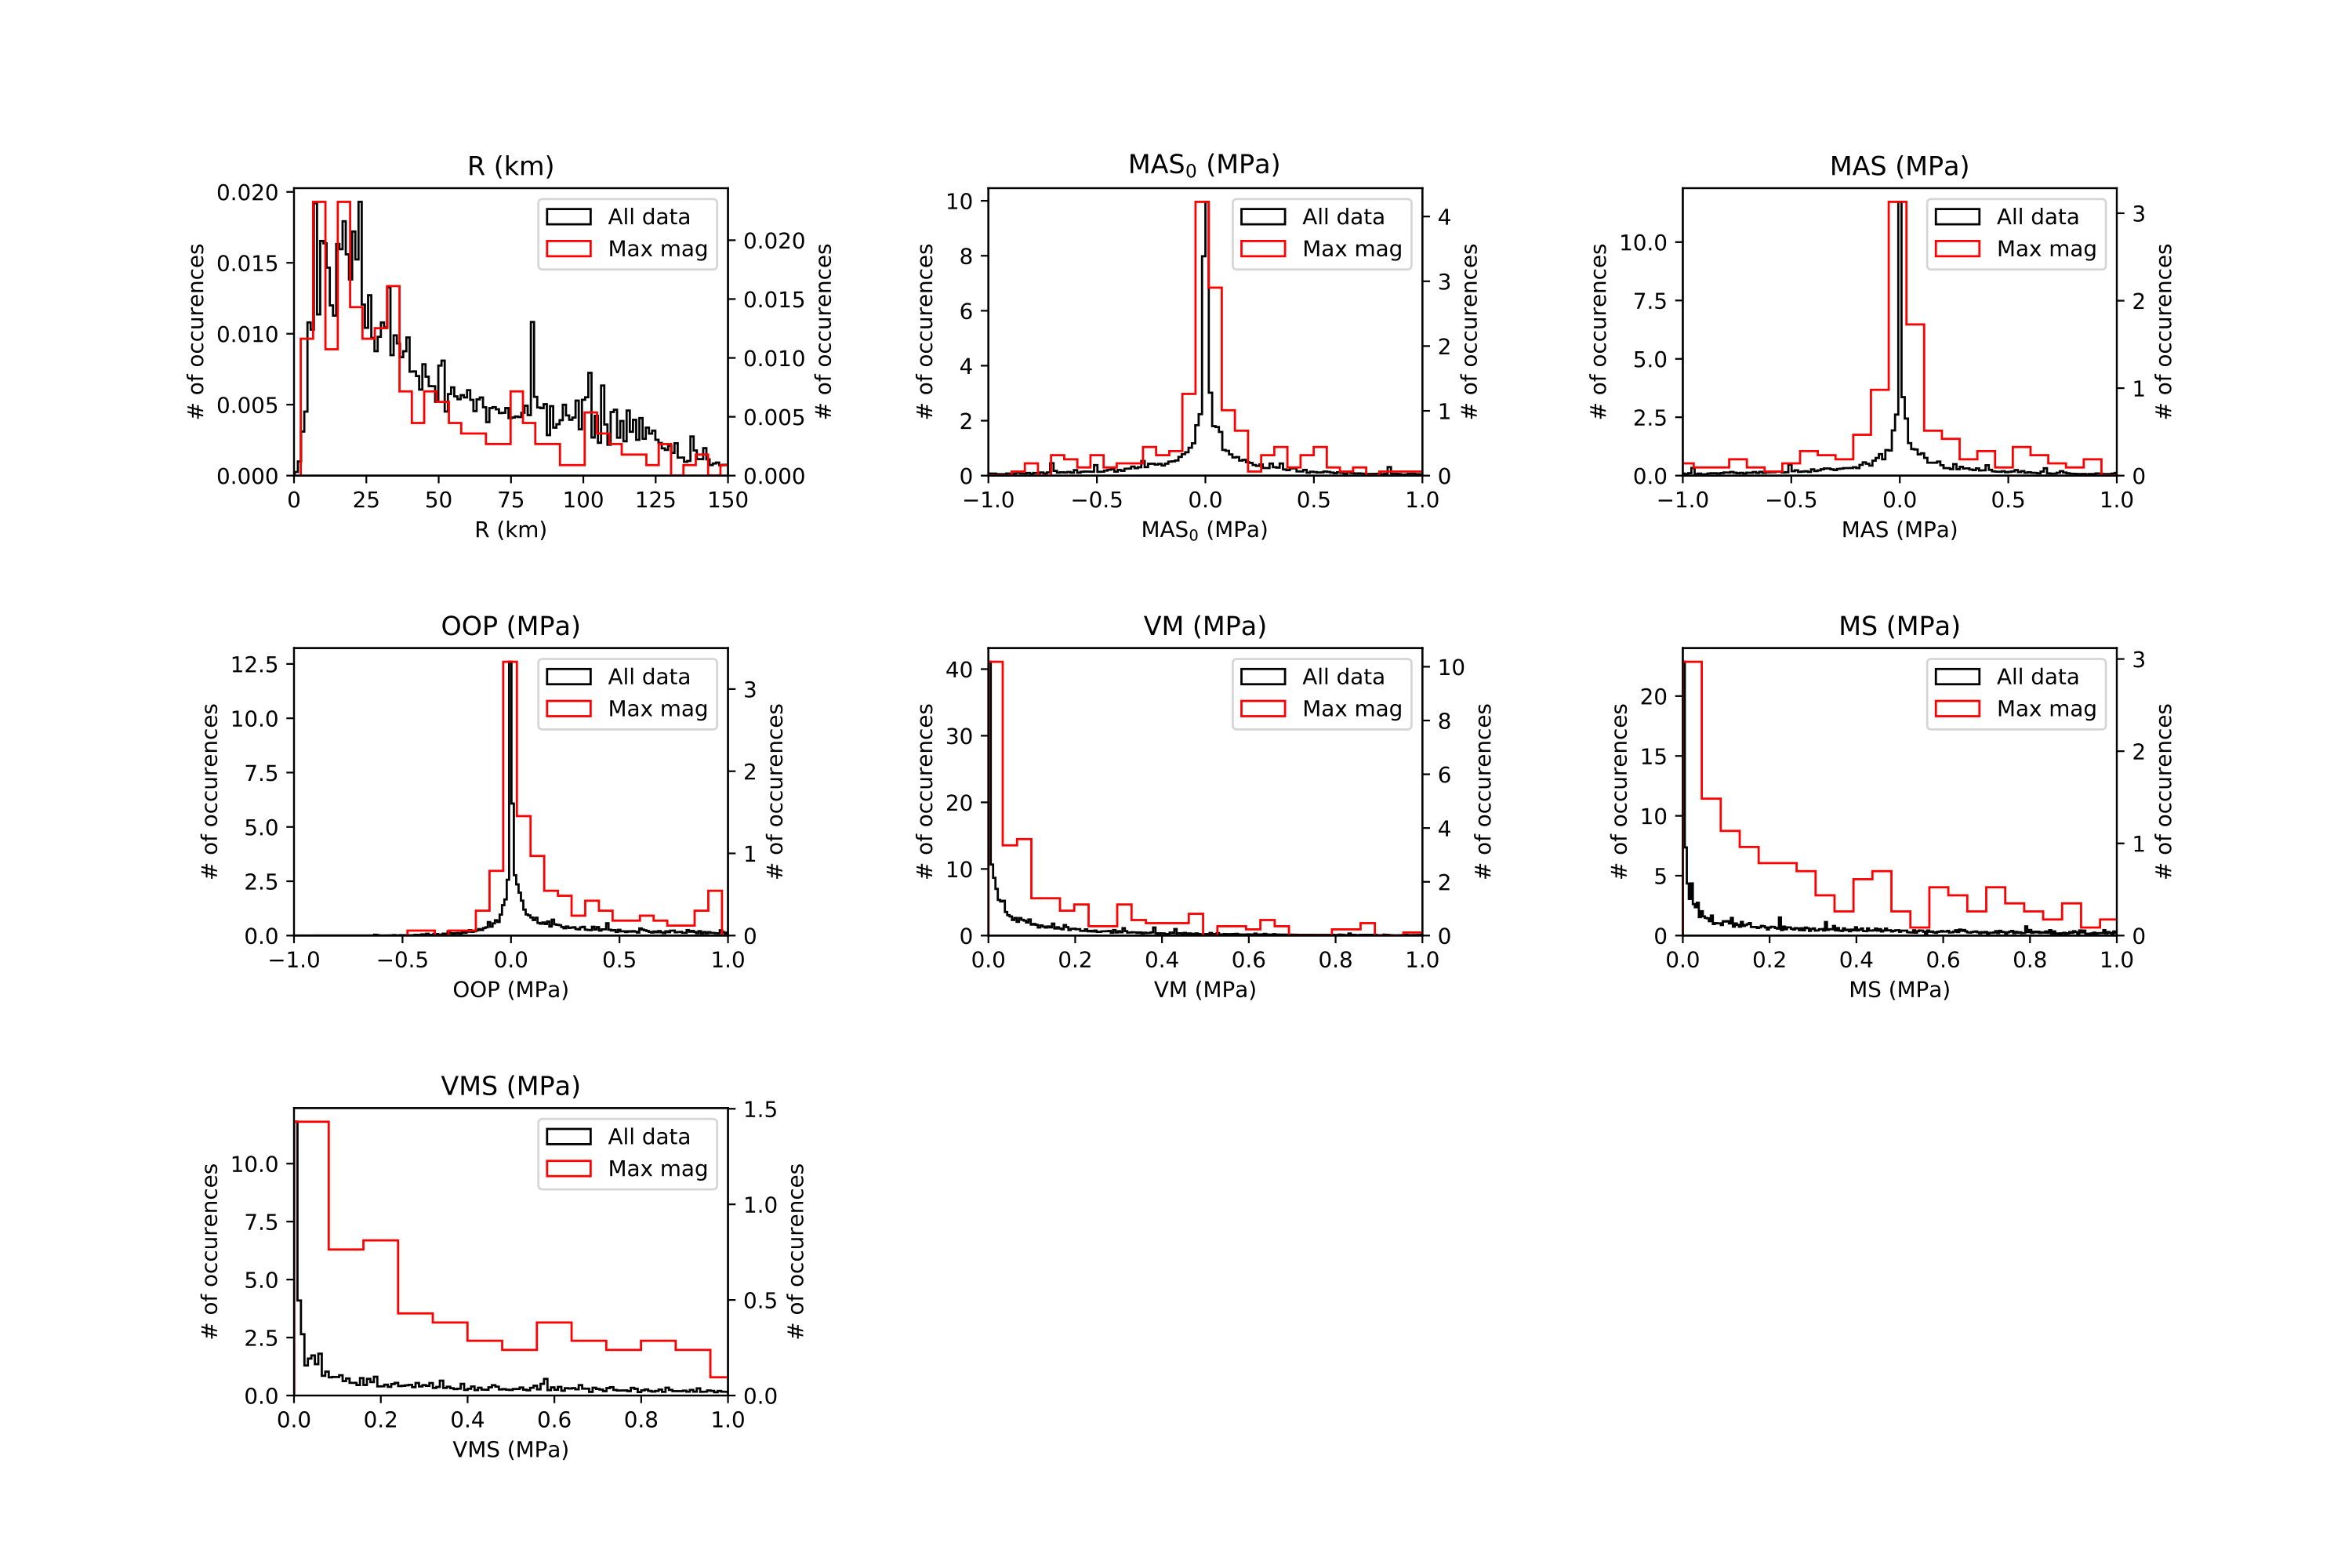 R (km)
0.020
0.015
0.010
0.005
0.000
# of occurences
0.020
0.015
0.010
0.005
0.000
# of occurences
All data
Max mag
0 25 50 75 100 125 150
R (km)
MAS₀ (MPa)
10
8
6
4
2
0
# of occurences
4
3
2
1
0
# of occurences
All data
Max mag
−1.0 −0.5 0.0 0.5 1.0
MAS₀ (MPa)
MAS (MPa)
10.0
7.5
5.0
2.5
0.0
# of occurences
3
2
1
0
# of occurences
All data
Max mag
−1.0 −0.5 0.0 0.5 1.0
MAS (MPa)
OOP (MPa)
12.5
10.0
7.5
5.0
2.5
0.0
# of occurences
3
2
1
0
# of occurences
All data
Max mag
−1.0 −0.5 0.0 0.5 1.0
OOP (MPa)
VM (MPa)
40
30
20
10
0
# of occurences
10
8
6
4
2
0
# of occurences
All data
Max mag
0.0 0.2 0.4 0.6 0.8 1.0
VM (MPa)
MS (MPa)
20
15
10
5
0
# of occurences
3
2
1
0
# of occurences
All data
Max mag
0.0 0.2 0.4 0.6 0.8 1.0
MS (MPa)
VMS (MPa)
10.0
7.5
5.0
2.5
0.0
# of occurences
1.5
1.0
0.5
0.0
# of occurences
All data
Max mag
0.0 0.2 0.4 0.6 0.8 1.0
VMS (MPa)